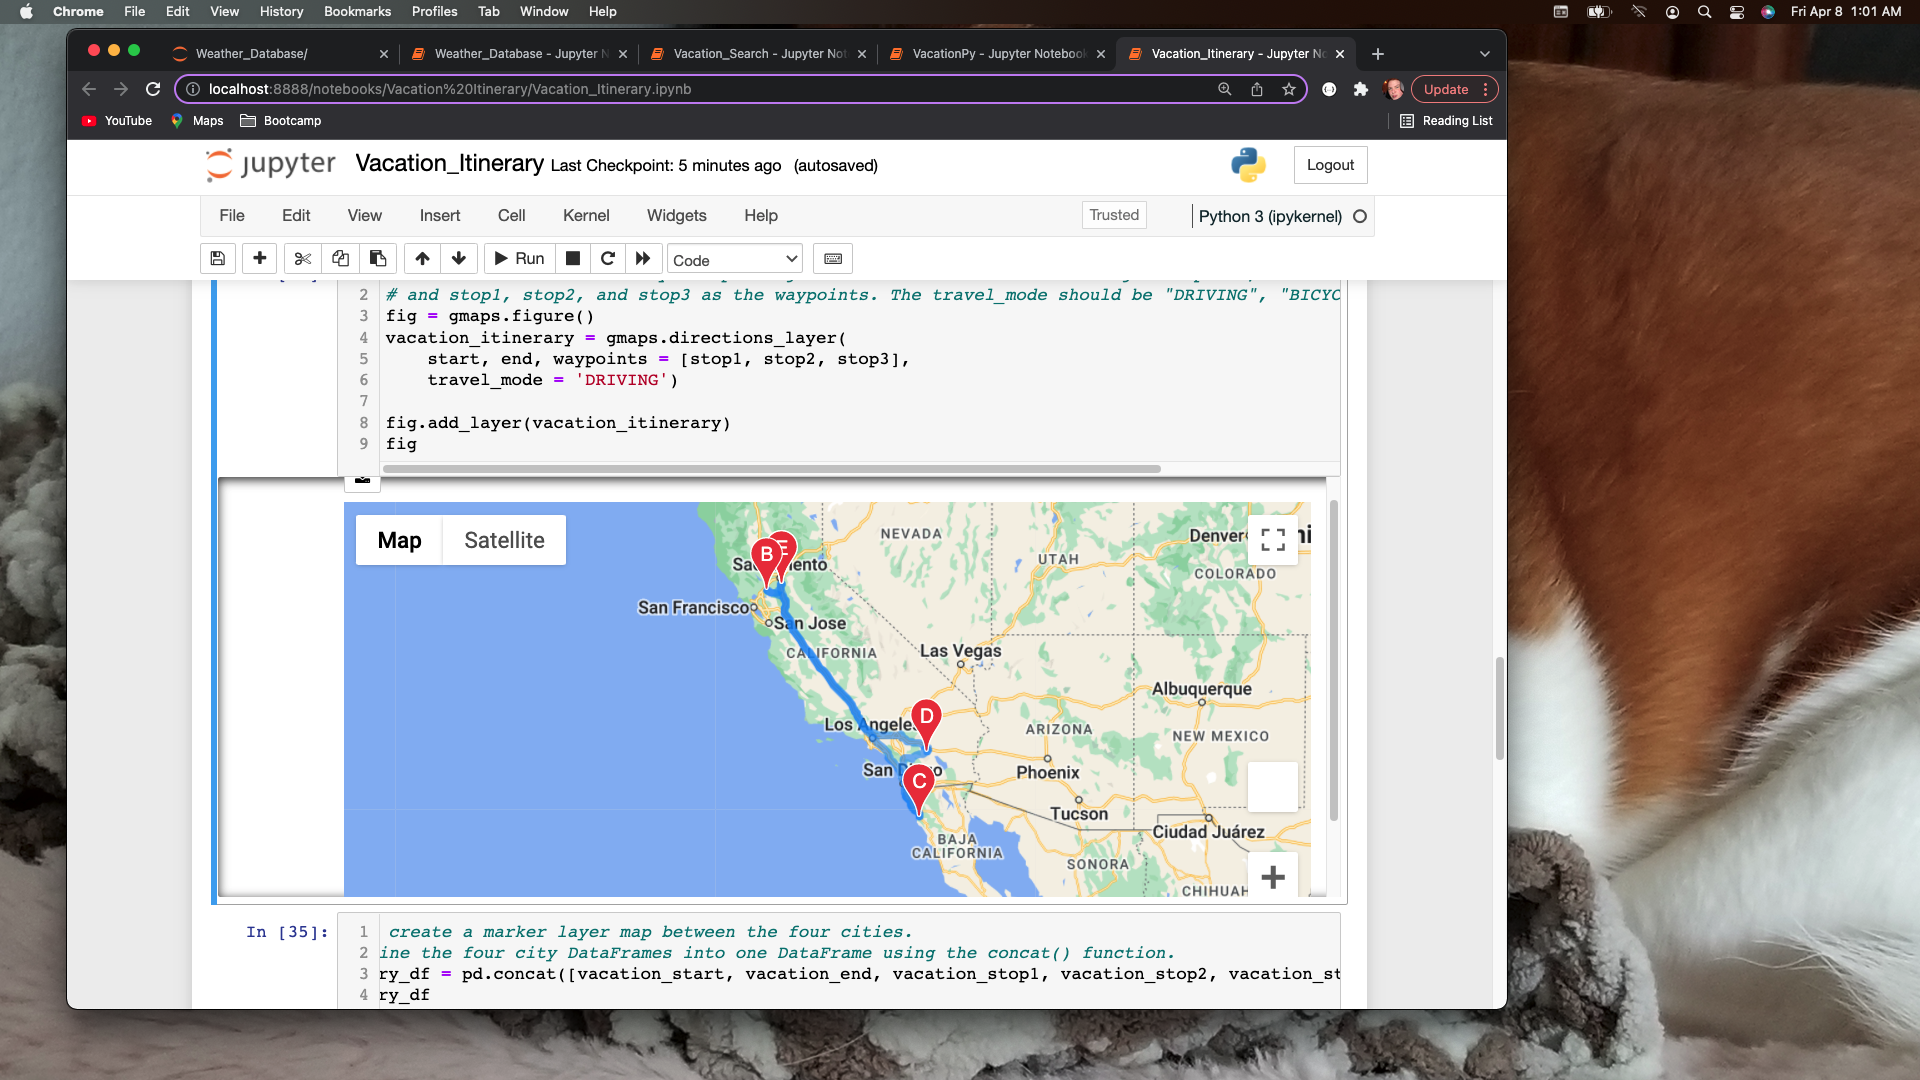 Chrome File Edit View History Bookmarks Profiles Tab Window Help Fri Apr 8 1:01 AM
Weather_Database/ Weather_Database - Jupyter N Vacation_Search - Jupyter Not VacationPy - Jupyter Notebook Vacation_Itinerary - Jupyter No
localhost:8888/notebooks/Vacation%20Itinerary/Vacation_Itinerary.ipynb Update
YouTube Maps Bootcamp Reading List
jupyter Vacation_Itinerary Last Checkpoint: 5 minutes ago (autosaved) Logout
File Edit View Insert Cell Kernel Widgets Help Trusted Python 3 (ipykernel)
Run Code
2 # and stop1, stop2, and stop3 as the waypoints. The travel_mode should be "DRIVING", "BICYC
3 fig = gmaps.figure()
4 vacation_itinerary = gmaps.directions_layer(
5 start, end, waypoints = [stop1, stop2, stop3],
6 travel_mode = 'DRIVING')
7
8 fig.add_layer(vacation_itinerary)
9 fig
Map Satellite
NEVADA
Denver
UTAH
COLORADO
B E
Sa mento
San Francisco
San Jose
CALIFORNIA
Las Vegas
Albuquerque
Los Angeles
D
ARIZONA
NEW MEXICO
San Diego
Phoenix
C
Tucson
Ciudad Juárez
BAJA
CALIFORNIA
SONORA
CHIHUAH
In [35]:
1 create a marker layer map between the four cities.
2 ine the four city DataFrames into one DataFrame using the concat() function.
3 ry_df = pd.concat([vacation_start, vacation_end, vacation_stop1, vacation_stop2, vacation_st
4 ry_df